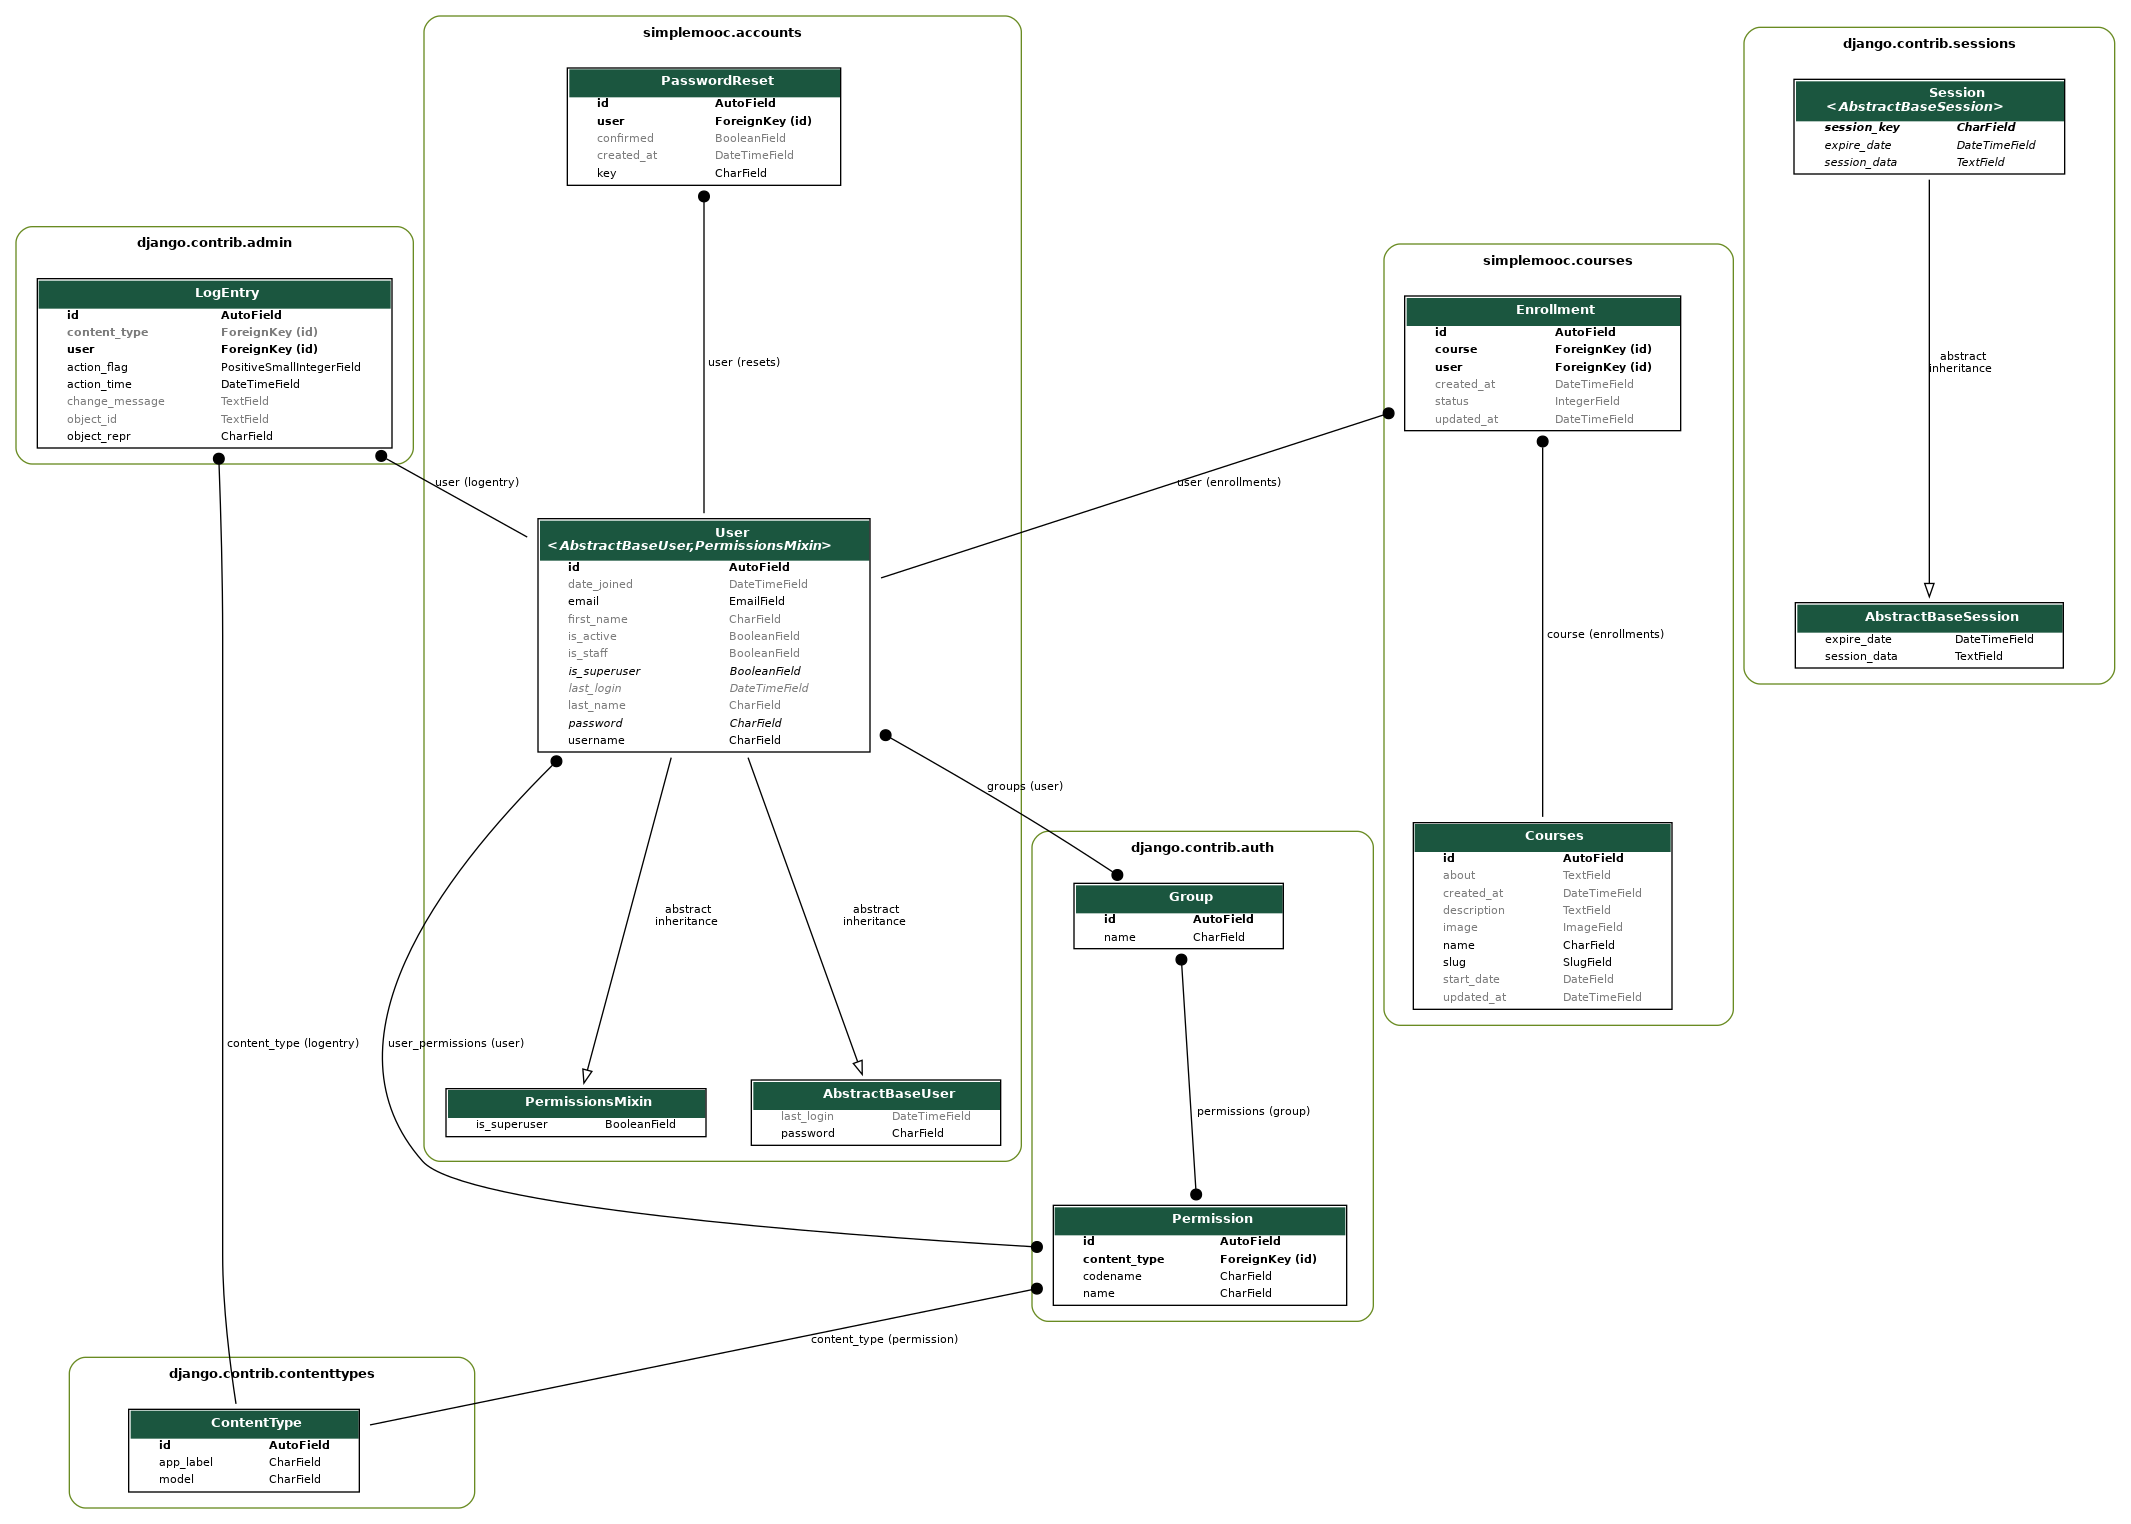 simplemooc.accounts
PasswordReset
id AutoField
user ForeignKey (id)
confirmed BooleanField
created_at DateTimeField
key CharField
user (resets)
User
<AbstractBaseUser,PermissionsMixin>
id AutoField
date_joined DateTimeField
email EmailField
first_name CharField
is_active BooleanField
is_staff BooleanField
is_superuser BooleanField
last_login DateTimeField
last_name CharField
password CharField
username CharField
abstract
inheritance
abstract
inheritance
PermissionsMixin
is_superuser BooleanField
AbstractBaseUser
last_login DateTimeField
password CharField
django.contrib.admin
LogEntry
id AutoField
content_type ForeignKey (id)
user ForeignKey (id)
action_flag PositiveSmallIntegerField
action_time DateTimeField
change_message TextField
object_id TextField
object_repr CharField
user (logentry)
content_type (logentry)
user_permissions (user)
user (enrollments)
groups (user)
django.contrib.auth
Group
id AutoField
name CharField
permissions (group)
Permission
id AutoField
content_type ForeignKey (id)
codename CharField
name CharField
content_type (permission)
django.contrib.contenttypes
ContentType
id AutoField
app_label CharField
model CharField
simplemooc.courses
Enrollment
id AutoField
course ForeignKey (id)
user ForeignKey (id)
created_at DateTimeField
status IntegerField
updated_at DateTimeField
course (enrollments)
Courses
id AutoField
about TextField
created_at DateTimeField
description TextField
image ImageField
name CharField
slug SlugField
start_date DateField
updated_at DateTimeField
django.contrib.sessions
Session
<AbstractBaseSession>
session_key CharField
expire_date DateTimeField
session_data TextField
abstract
inheritance
AbstractBaseSession
expire_date DateTimeField
session_data TextField